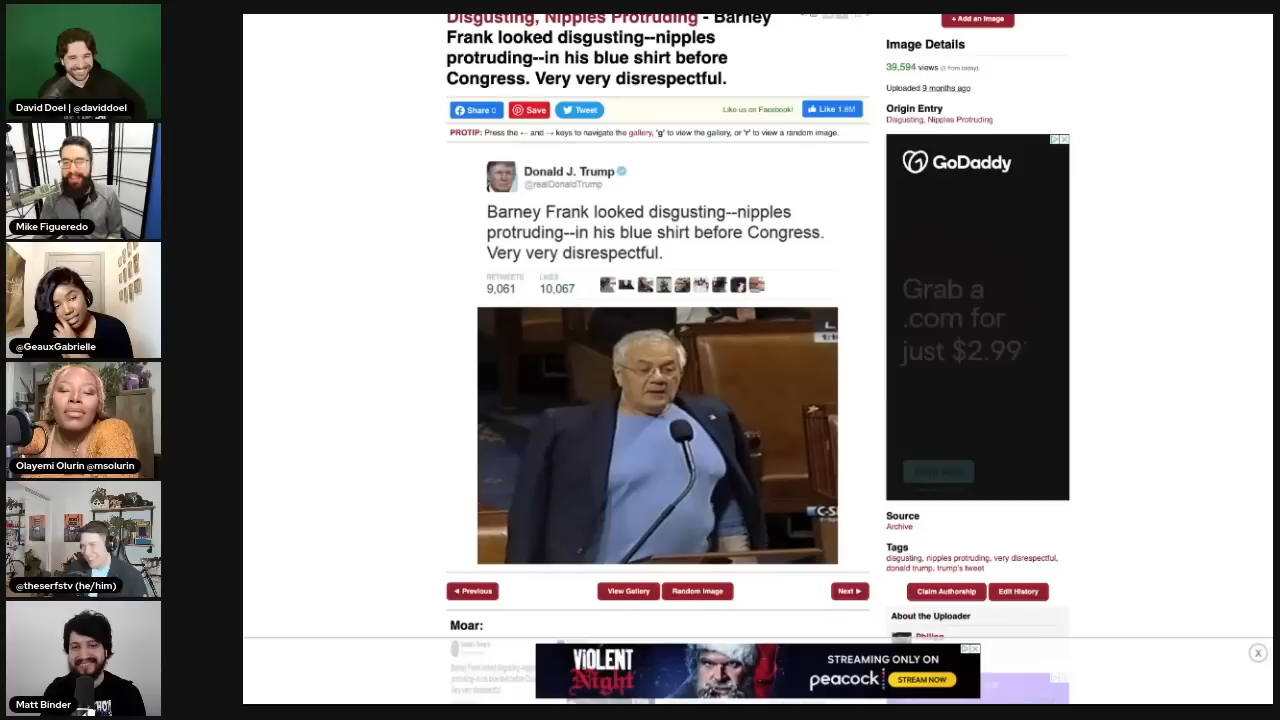 Daniel | @Dadidoel
Mike Figueredo
@GeauxGabrielle
Olayemi Olurin @msolurin
@theserfstv (he/him)
Disgusting, Nipples Protruding - Barney
Frank looked disgusting--nipples
protruding--in his blue shirt before
Congress. Very very disrespectful.
Share 0
Save
Tweet
Like us on Facebook!
Like 1.8M
PROTIP: Press the ← and → keys to navigate the gallery, 'g' to view the gallery, or 'r' to view a random image.
Donald J. Trump
@realDonaldTrump
Barney Frank looked disgusting--nipples
protruding--in his blue shirt before Congress.
Very very disrespectful.
RETWEETS LIKES
9,061 10,067
◄ Previous
View Gallery
Random Image
Next ►
Moar:
+ Add an Image
Image Details
39,594 views
Uploaded 9 months ago
Origin Entry
Disgusting, Nipples Protruding
GoDaddy
Grab a
.com for
just $2.99*
Source
Archive
Tags
disgusting, nipples protruding, very disrespectful,
donald trump, trump's tweet
Claim Authorship
Edit History
About the Uploader
Philipp
VIOLENT
Night
STREAMING ONLY ON
peacock
STREAM NOW
X